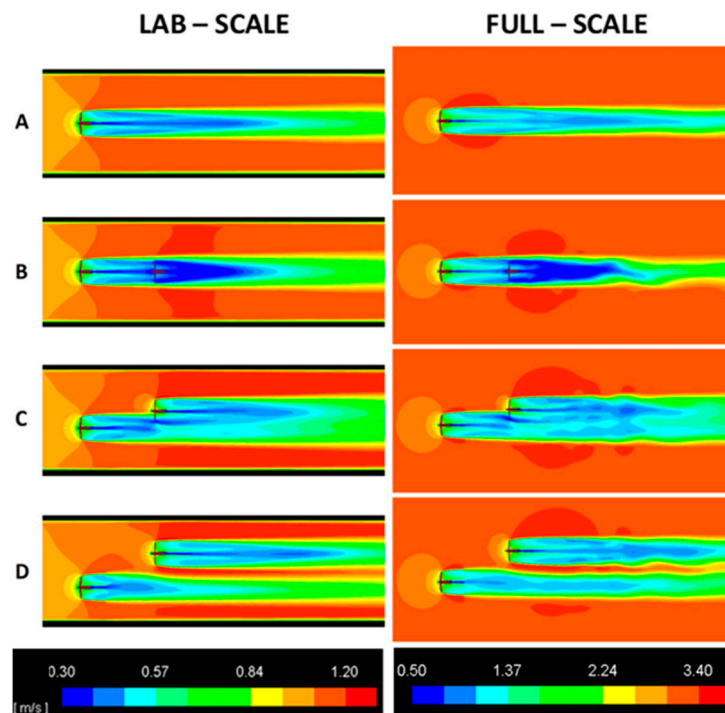 LAB – SCALE FULL – SCALE
A
B
C
D
0.30 0.57 0.84 1.20 0.50 1.37 2.24 3.40
[ m/s ]